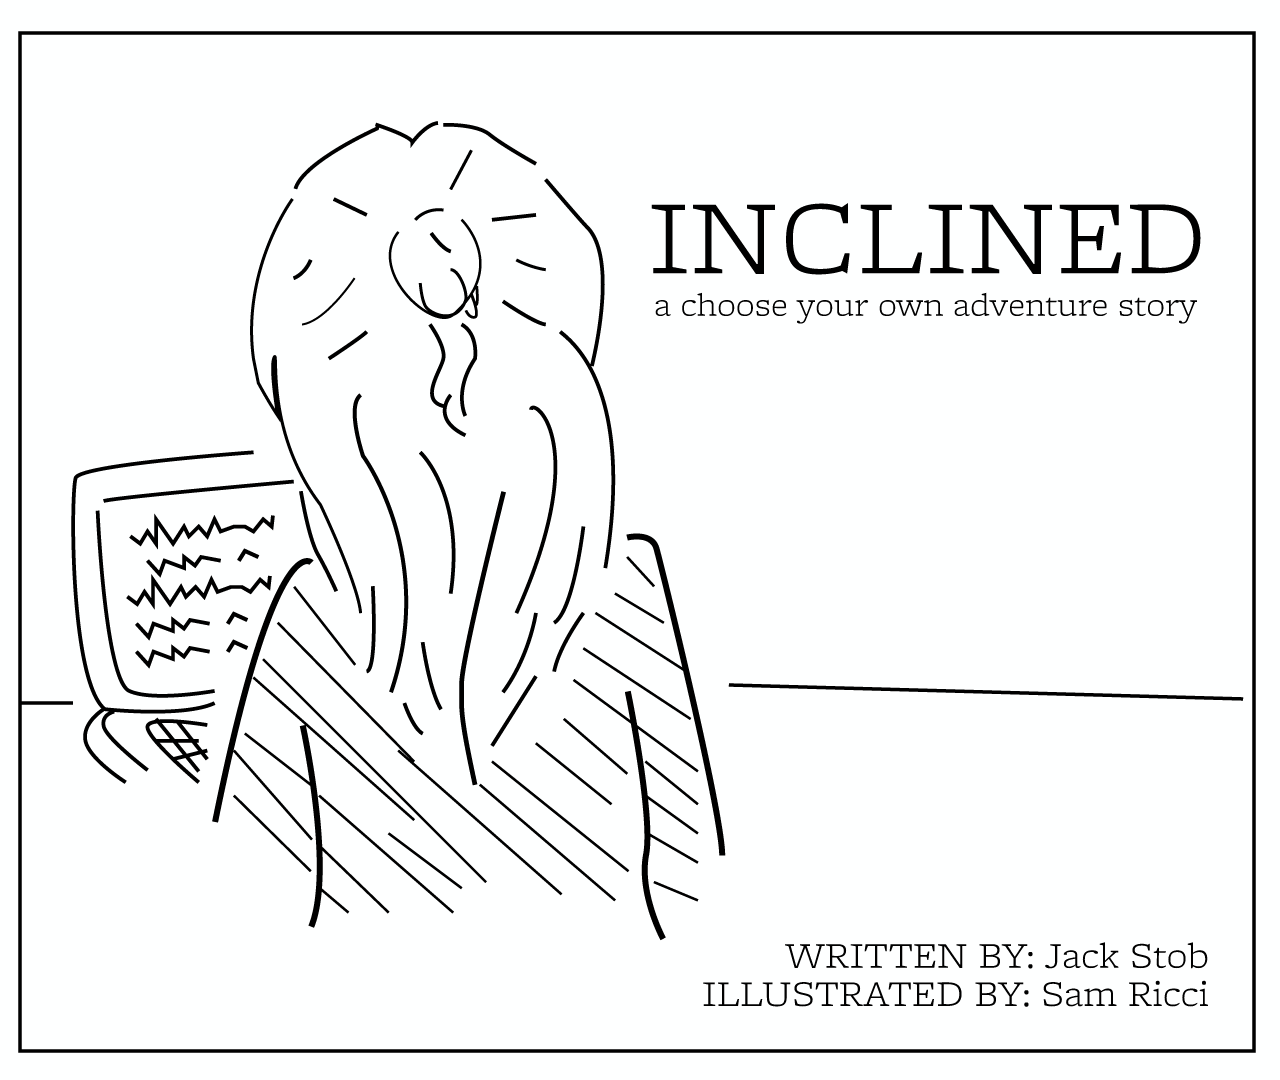 INCLINED
a choose your own adventure story
WRITTEN BY: Jack Stob
ILLUSTRATED BY: Sam Ricci